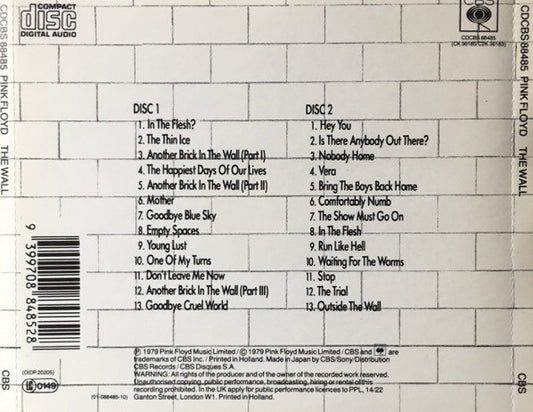 COMPACT
disc
DIGITAL AUDIO
CBS
CDCBS 88485
(CK 36185/C2K 36183)
CDCBS 88485 PINK FLOYD THE WALL CBS
CDCBS 88485 PINK FLOYD THE WALL CBS
DISC 1
1. In The Flesh?
2. The Thin Ice
3. Another Brick In The Wall (Part I)
4. The Happiest Days Of Our Lives
5. Another Brick In The Wall (Part II)
6. Mother
7. Goodbye Blue Sky
8. Empty Spaces
9. Young Lust
10. One Of My Turns
11. Don't Leave Me Now
12. Another Brick In The Wall (Part III)
13. Goodbye Cruel World
DISC 2
1. Hey You
2. Is There Anybody Out There?
3. Nobody Home
4. Vera
5. Bring The Boys Back Home
6. Comfortably Numb
7. The Show Must Go On
8. In The Flesh
9. Run Like Hell
10. Waiting For The Worms
11. Stop
12. The Trial
13. Outside The Wall
9 399708 848528
(DIDP 20205)
0149
(01-088485-10)
℗ 1979 Pink Floyd Music Limited / © 1979 Pink Floyd Music Limited / CBS and are
trademarks of CBS Inc. / Printed in Holland. Made in Japan by CBS/Sony/Distribution
CBS Records / CBS Disques S.A.
WARNING: All rights of the producer and of the owner of the recorded work reserved.
Unauthorised copying, public performance, broadcasting, hiring or rental of this
recording prohibited. In the UK apply for public performance licences to PPL, 14/22
Ganton Street, London W1. Printed in Holland.